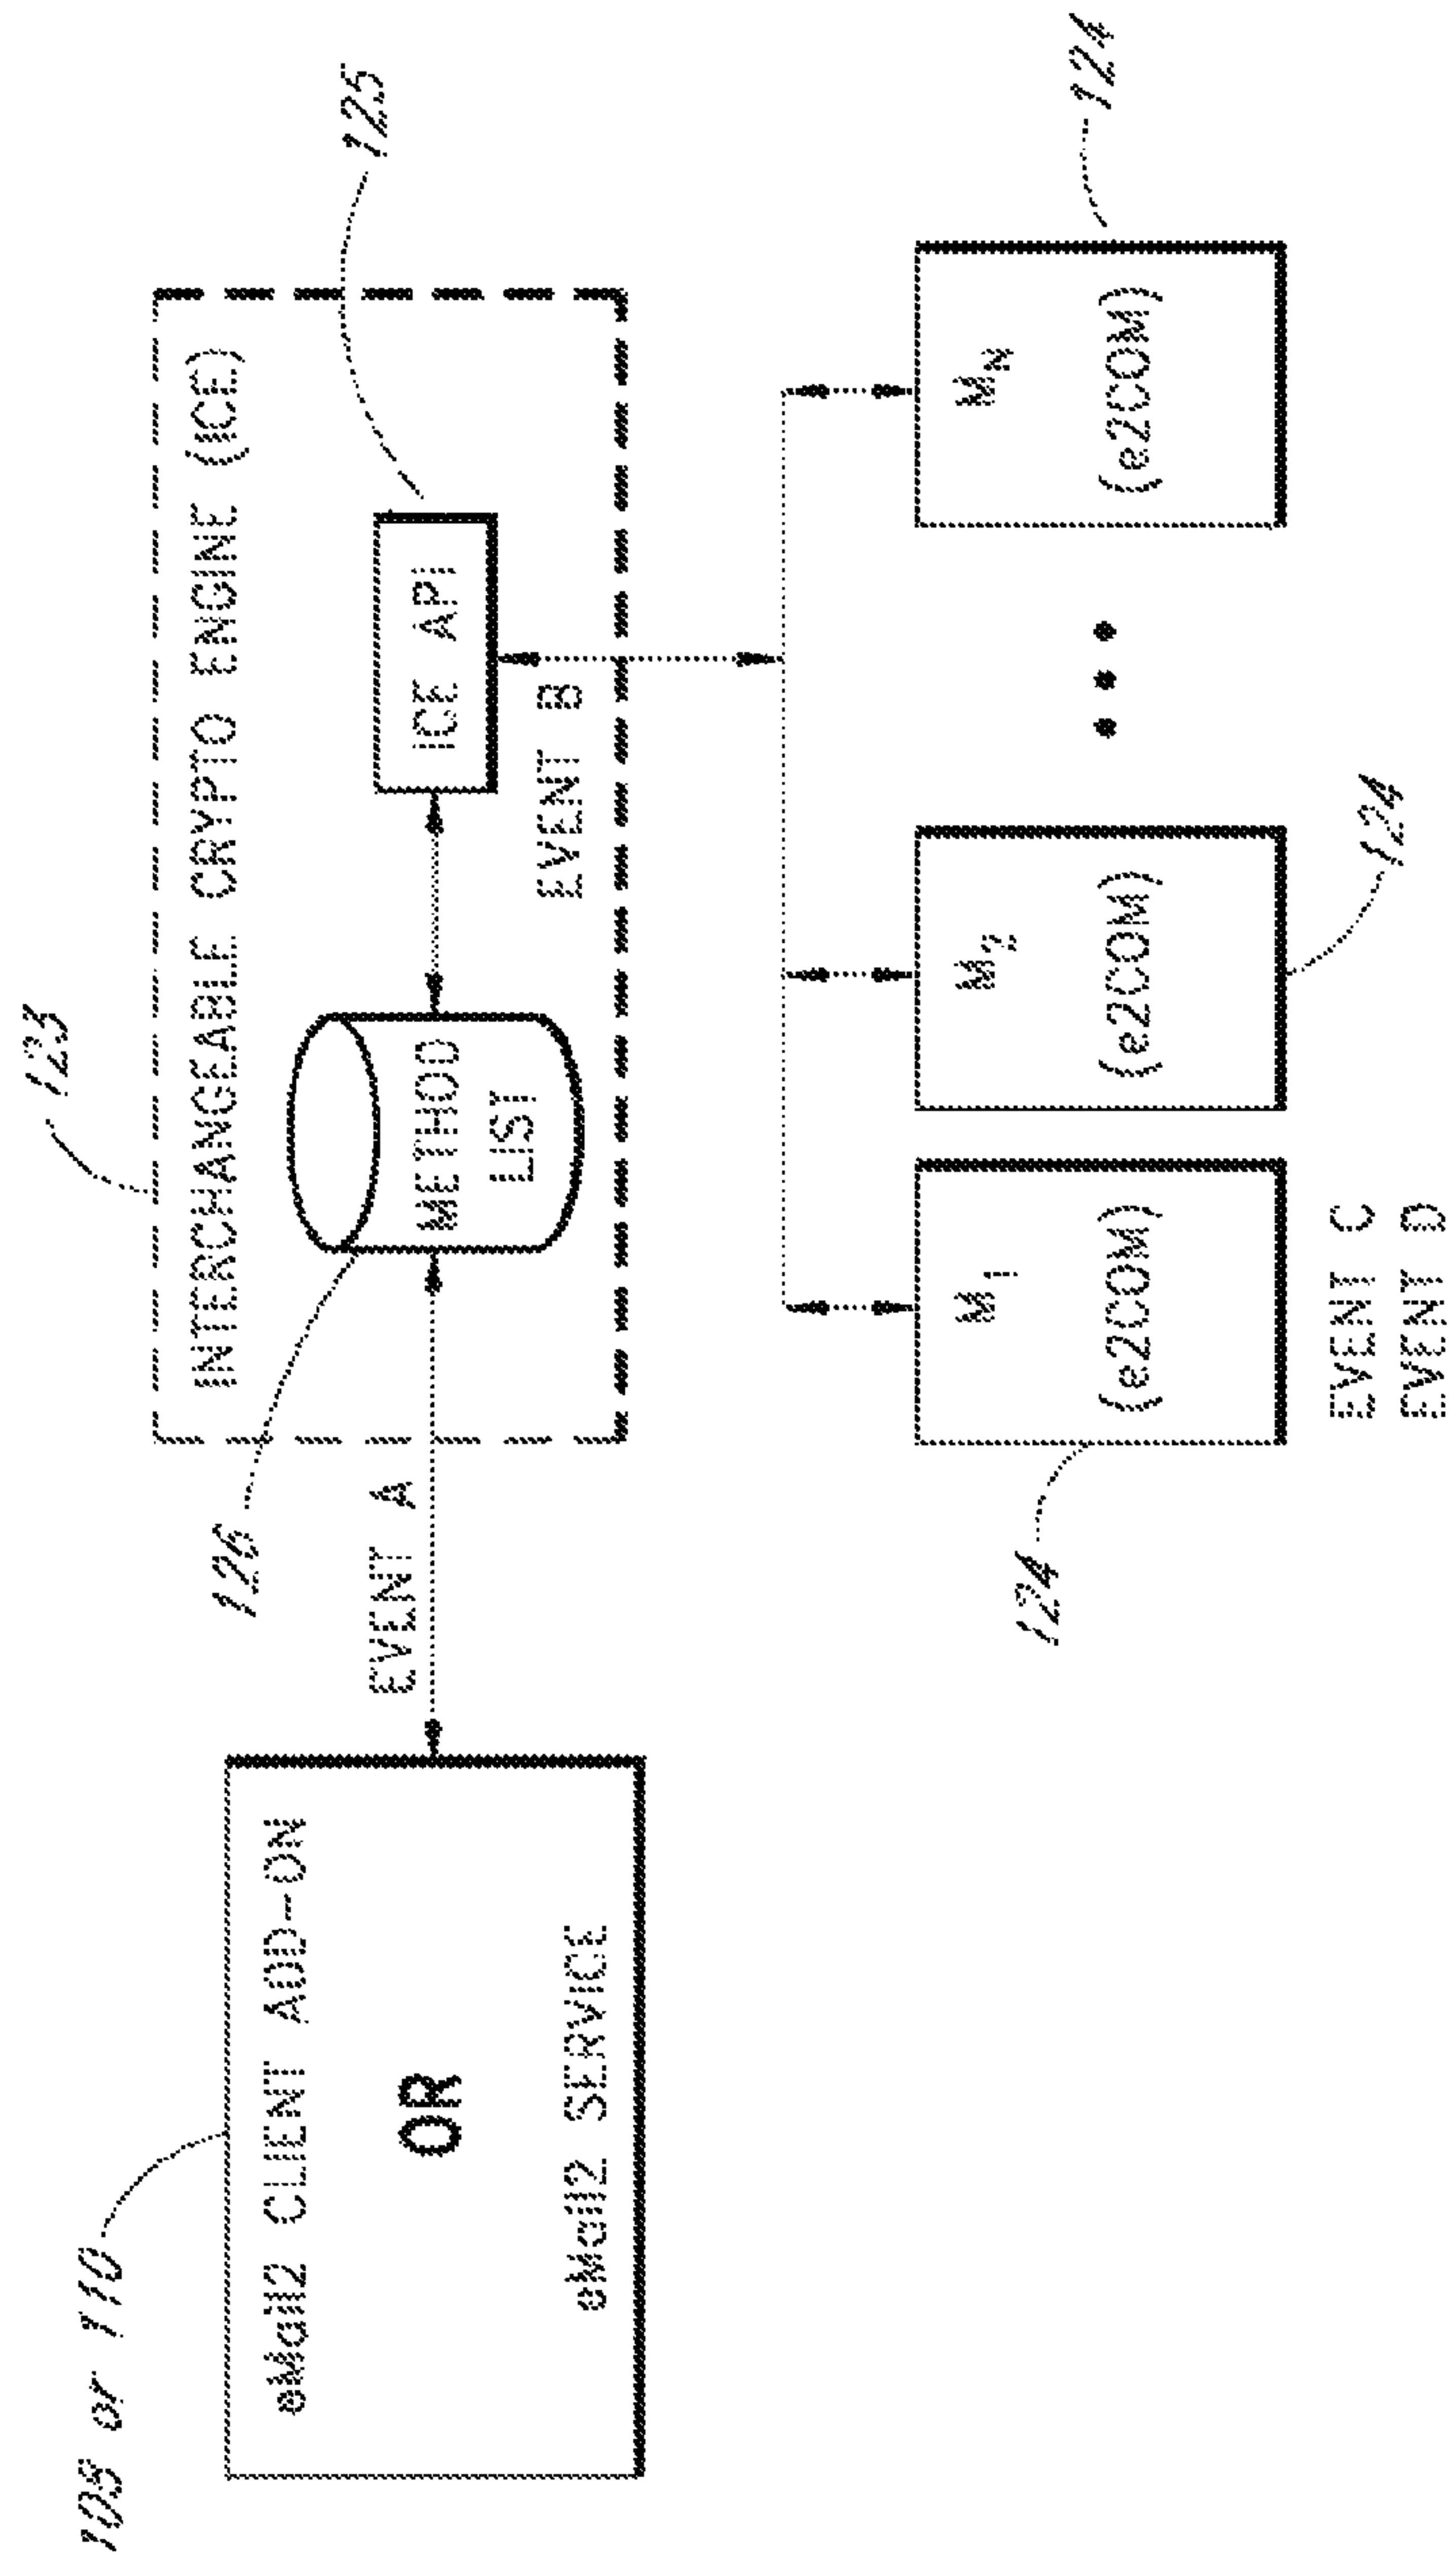 108 or 110
eMail2 CLIENT ADD-ON
OR
eMail2 SERVICE
EVENT A
123
INTERCHANGEABLE CRYPTO ENGINE (ICE)
126
METHOD
LIST
ICE API
125
EVENT B
M1
(e2COM)
124
EVENT C
EVENT D
M2
(e2COM)
124
MN
(e2COM)
124